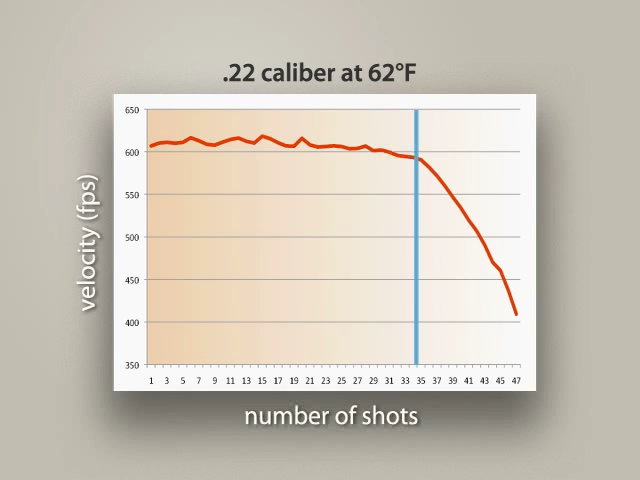 .22 caliber at 62°F
velocity (fps)
650
600
550
500
450
400
350
1 3 5 7 9 11 13 15 17 19 21 23 25 27 29 31 33 35 37 39 41 43 45 47
number of shots